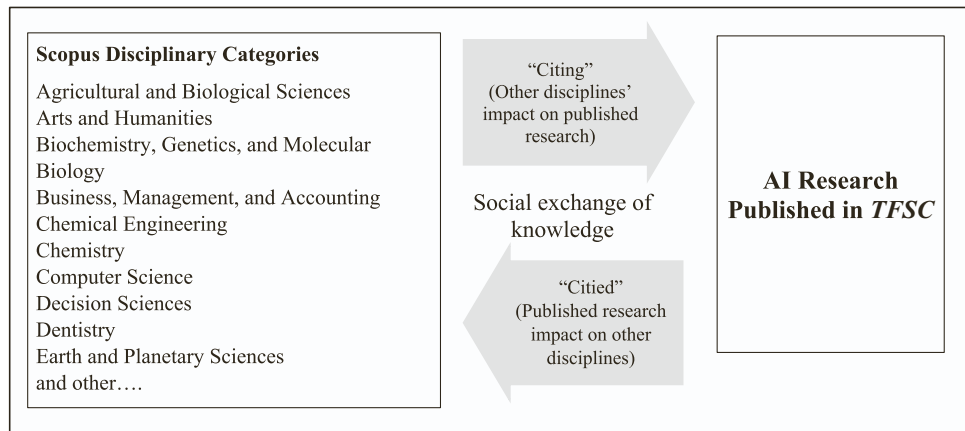 Scopus Disciplinary Categories
Agricultural and Biological Sciences
Arts and Humanities
Biochemistry, Genetics, and Molecular
Biology
Business, Management, and Accounting
Chemical Engineering
Chemistry
Computer Science
Decision Sciences
Dentistry
Earth and Planetary Sciences
and other….
“Citing”
(Other disciplines’
impact on published
research)
Social exchange of
knowledge
“Citied”
(Published research
impact on other
disciplines)
AI Research
Published in TFSC